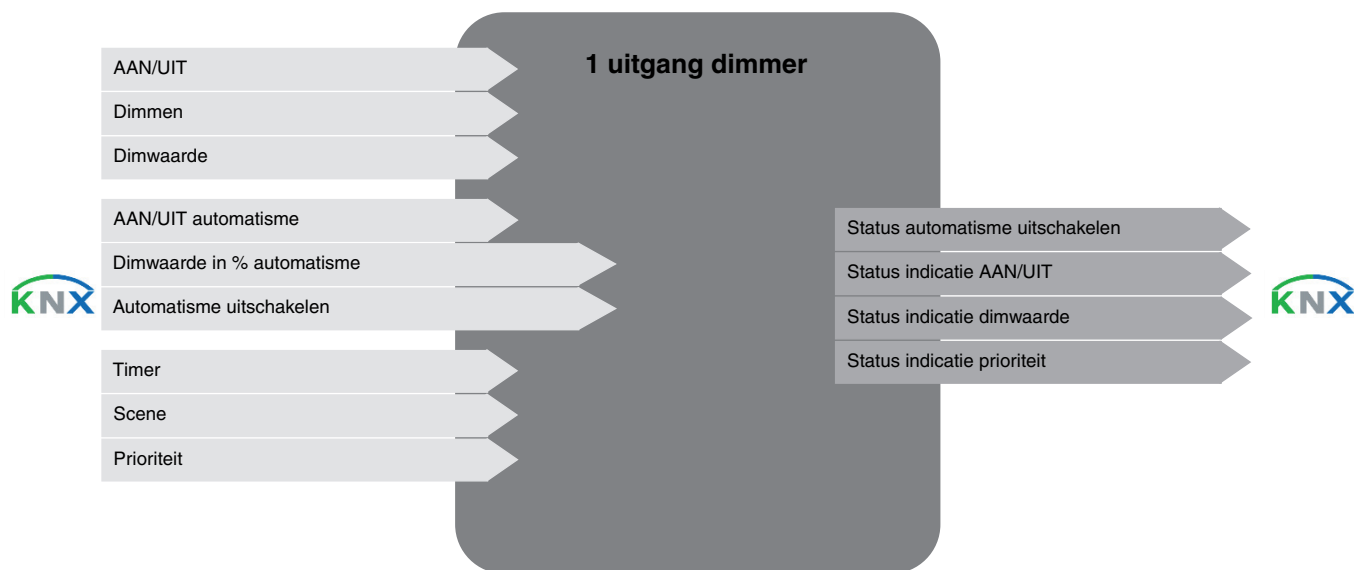 1 uitgang dimmer
AAN/UIT
Dimmen
Dimwaarde
AAN/UIT automatisme
Dimwaarde in % automatisme
Automatisme uitschakelen
Timer
Scene
Prioriteit
KNX
Status automatisme uitschakelen
Status indicatie AAN/UIT
Status indicatie dimwaarde
Status indicatie prioriteit
KNX